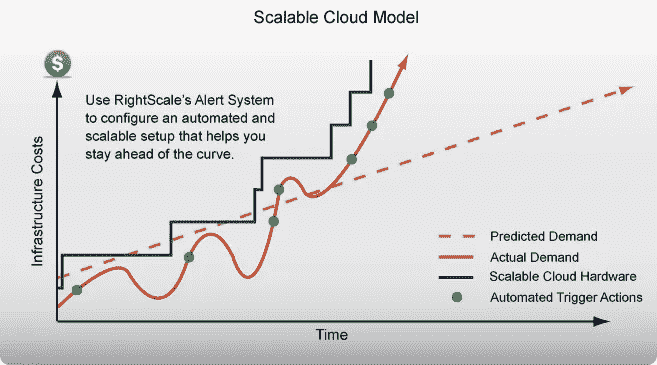 Scalable Cloud Model
$
Use RightScale's Alert System
to configure an automated and
scalable setup that helps you
stay ahead of the curve.
Infrastructure Costs
Predicted Demand
Actual Demand
Scalable Cloud Hardware
Automated Trigger Actions
Time